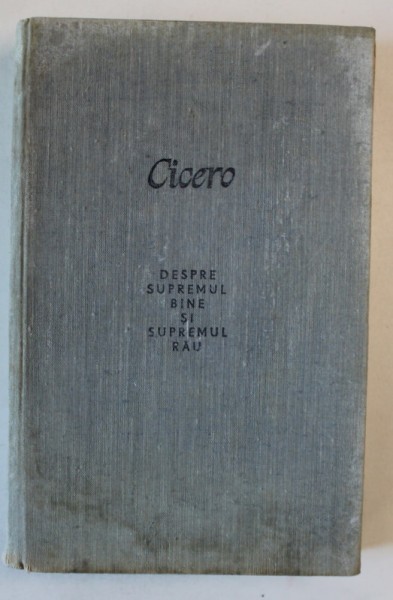 Cicero
DESPRE
SUPREMUL
BINE
ȘI
SUPREMUL
RĂU